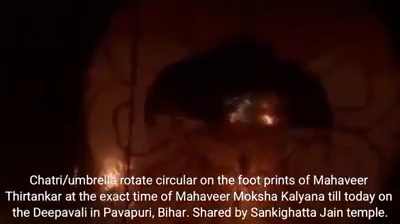 Chatri/umbrella rotate circular on the foot prints of Mahaveer
Thirtankar at the exact time of Mahaveer Moksha Kalyana till today on
the Deepavali in Pavapuri, Bihar. Shared by Sankighatta Jain temple.